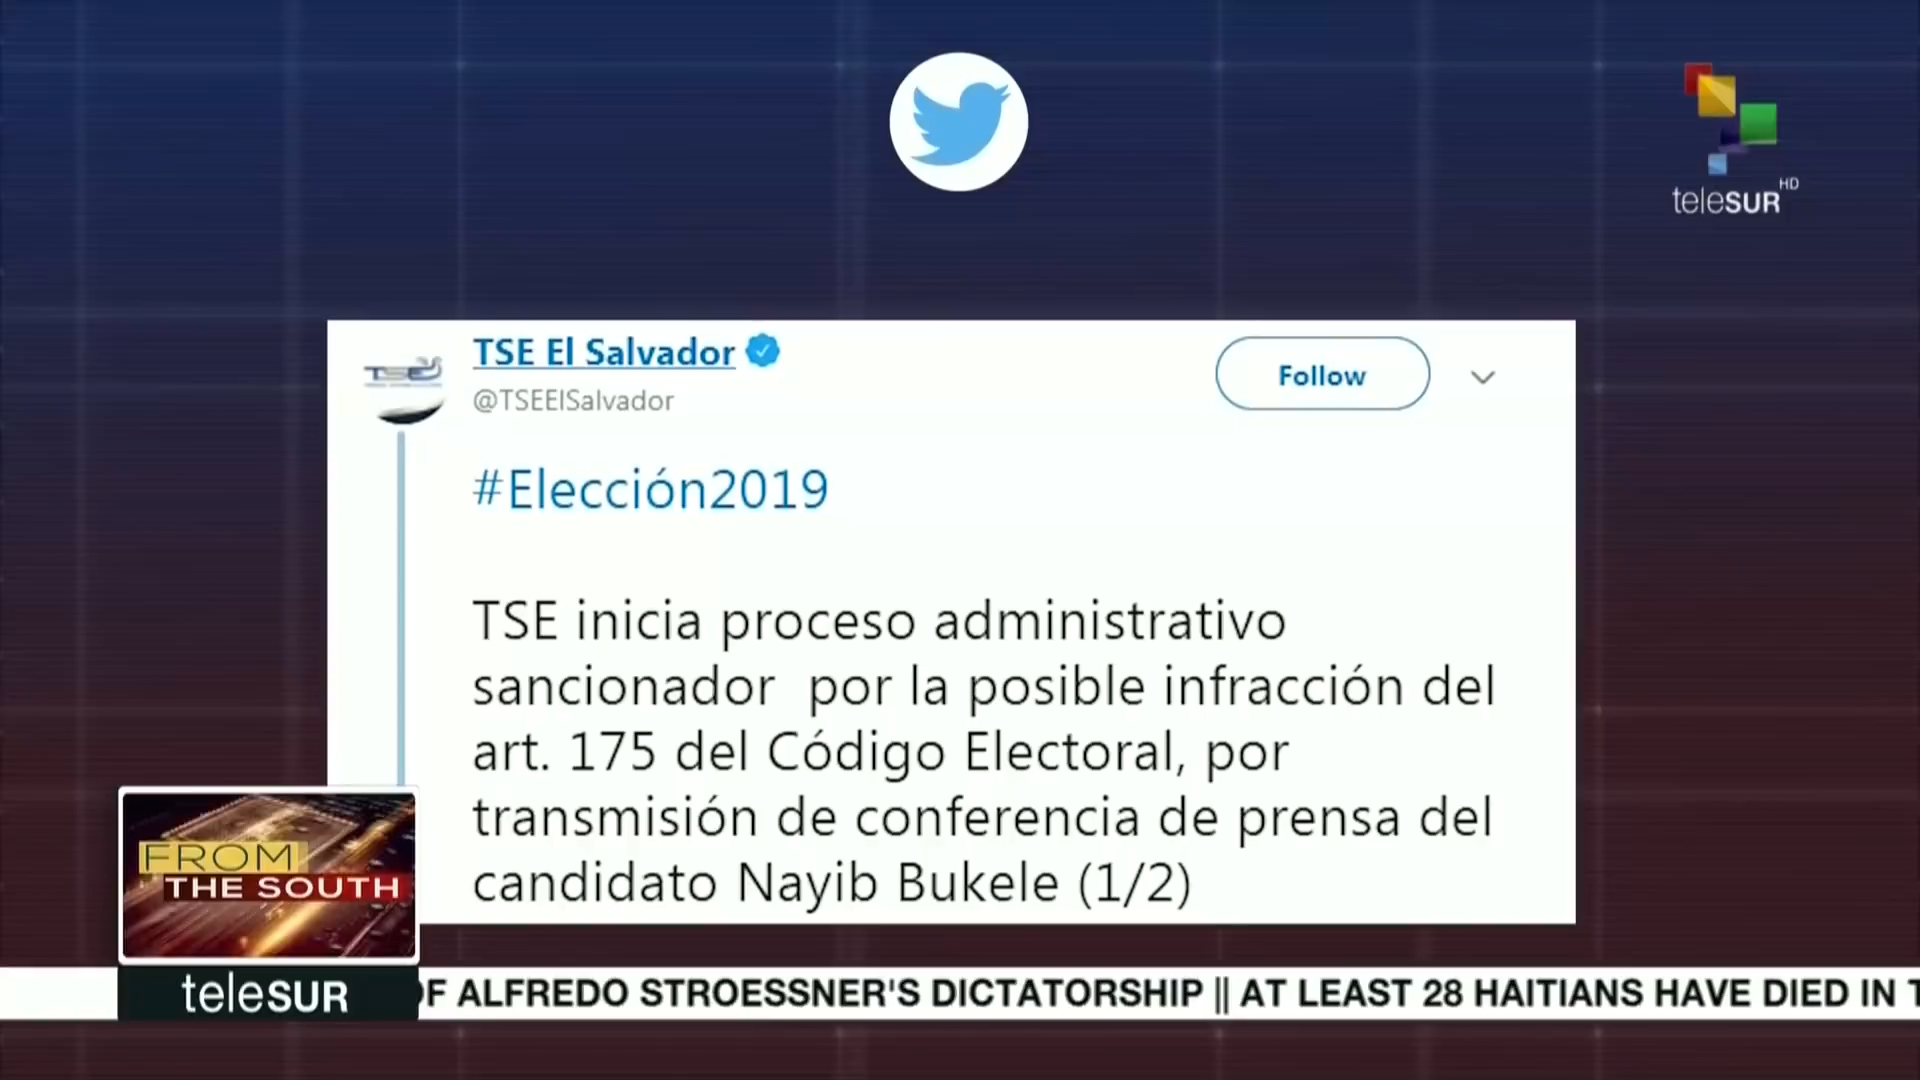 teleSUR HD
TSE El Salvador
@TSEElSalvador
Follow
#Elección2019
TSE inicia proceso administrativo
sancionador por la posible infracción del
art. 175 del Código Electoral, por
transmisión de conferencia de prensa del
candidato Nayib Bukele (1/2)
FROM
THE SOUTH
teleSUR
OF ALFREDO STROESSNER'S DICTATORSHIP || AT LEAST 28 HAITIANS HAVE DIED IN